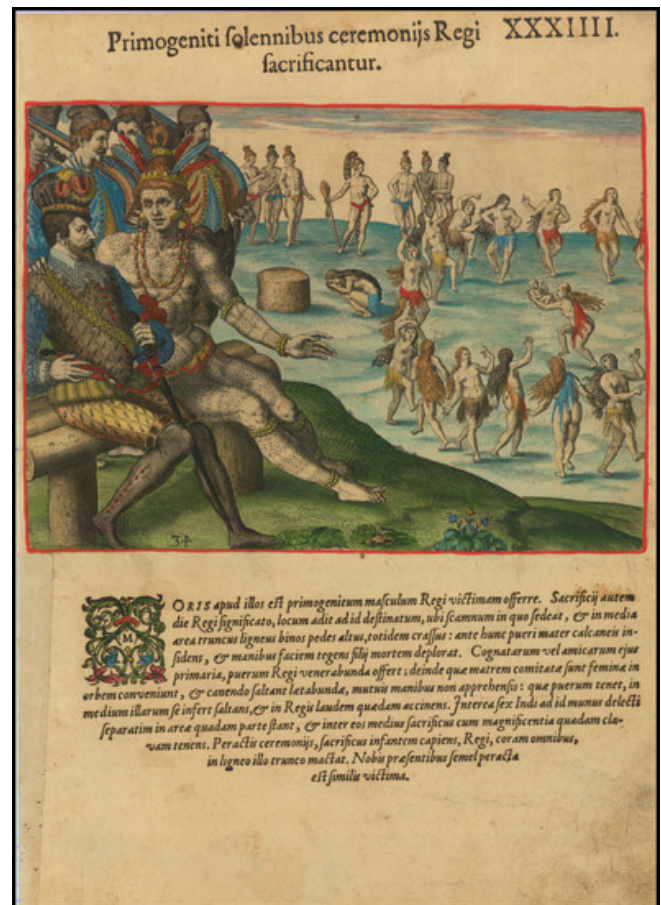 Primogeniti ſolennibus ceremonijs Regi XXXIIII.
ſacrificantur.
34
MORIS apud illos eſt primogenitum maſculum Regi victimam offerre. Sacrificij autem
die Regi ſignificato, locum adit ad id deſtinatum, ubi ſcamnum in quo ſedeat, & in media
area truncus ligneus binos pedes altus, totidem craſſus: ante hunc pueri mater calcaneis in-
ſidens, & manibus faciem tegens filij mortem deplorat. Cognatarum vel amicarum ejus
primaria, puerum Regi venerabunda offert; deinde quæ matrem comitatæ ſunt feminæ in
orbem conveniunt, & canendo ſaltant letabundæ, mutuis manibus non apprehenſis: quæ puerum tenet, in
medium illarum ſe infert ſaltans, & in Regis laudem quædam accinens. Interea ſex Indi ad id munus delecti
ſeparatim in areæ quadam parte ſtant, & inter eos medius ſacrificus cum magnificentia quadam cla-
vam tenens. Peractis ceremonijs, ſacrificus infantem capiens, Regi, coram omnibus,
in ligneo illo trunco mactat. Nobis præſentibus ſemel peracta
eſt ſimilis victima.